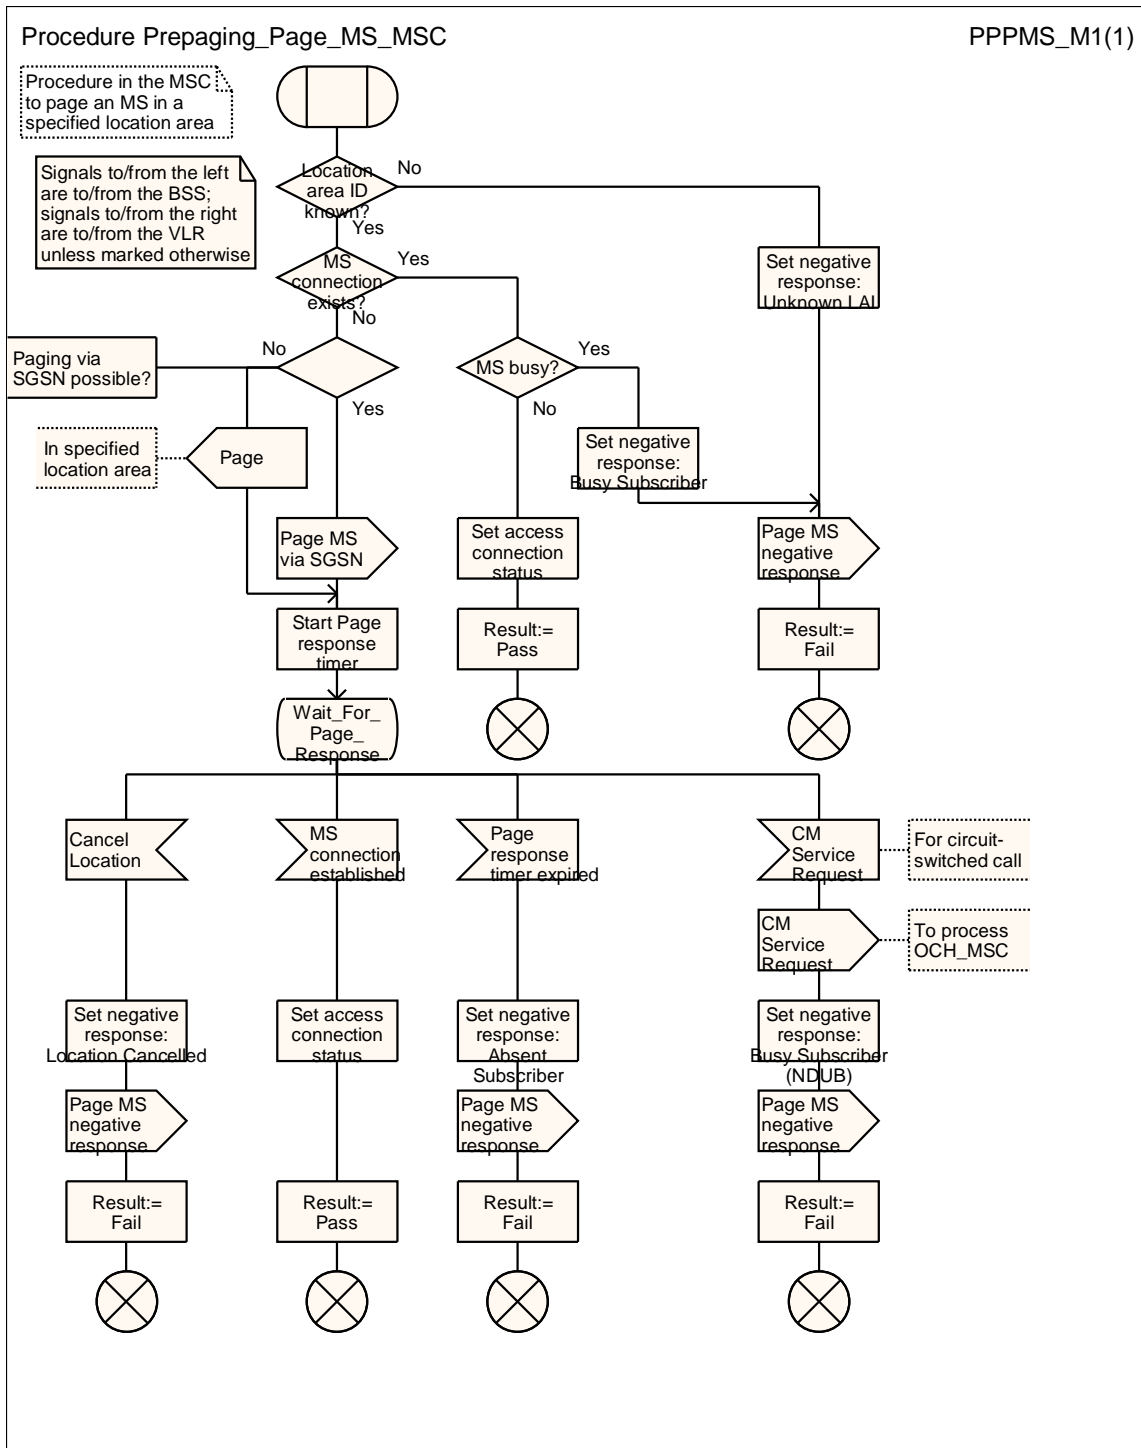 Procedure Prepaging_Page_MS_MSC
PPPMS_M1(1)
Procedure in the MSC
to page an MS in a
specified location area
Signals to/from the left
are to/from the BSS;
signals to/from the right
are to/from the VLR
unless marked otherwise
Location
area ID
known?
No
Yes
MS
connection
exists?
Yes
No
Set negative
response:
Unknown LAI
Paging via
SGSN possible?
No
Yes
MS busy?
Yes
No
In specified
location area
Page
Set negative
response:
Busy Subscriber
Page MS
via SGSN
Set access
connection
status
Page MS
negative
response
Start Page
response
timer
Result:=
Pass
Result:=
Fail
Wait_For_
Page_
Response
Cancel
Location
MS
connection
established
Page
response
timer expired
CM
Service
Request
For circuit-
switched call
CM
Service
Request
To process
OCH_MSC
Set negative
response:
Location Cancelled
Set access
connection
status
Set negative
response:
Absent
Subscriber
Set negative
response:
Busy Subscriber
(NDUB)
Page MS
negative
response
Page MS
negative
response
Page MS
negative
response
Result:=
Fail
Result:=
Pass
Result:=
Fail
Result:=
Fail